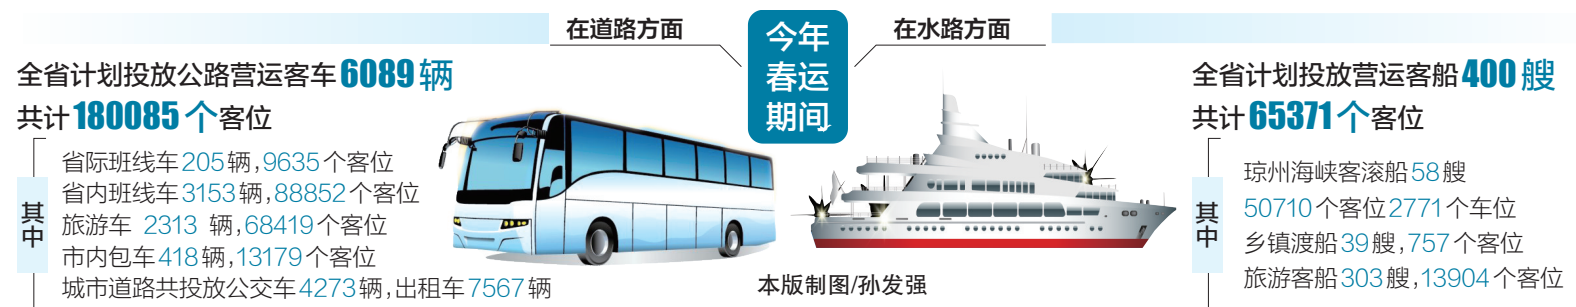 今年
春运
期间
在道路方面
全省计划投放公路营运客车6089辆
共计180085个客位
其中
省际班线车205辆,9635个客位
省内班线车3153辆,88852个客位
旅游车 2313 辆,68419个客位
市内包车418辆,13179个客位
城市道路共投放公交车4273辆,出租车7567辆
在水路方面
全省计划投放营运客船400艘
共计65371个客位
其中
琼州海峡客滚船58艘
50710个客位2771个车位
乡镇渡船39艘,757个客位
旅游客船303艘,13904个客位
本版制图/孙发强